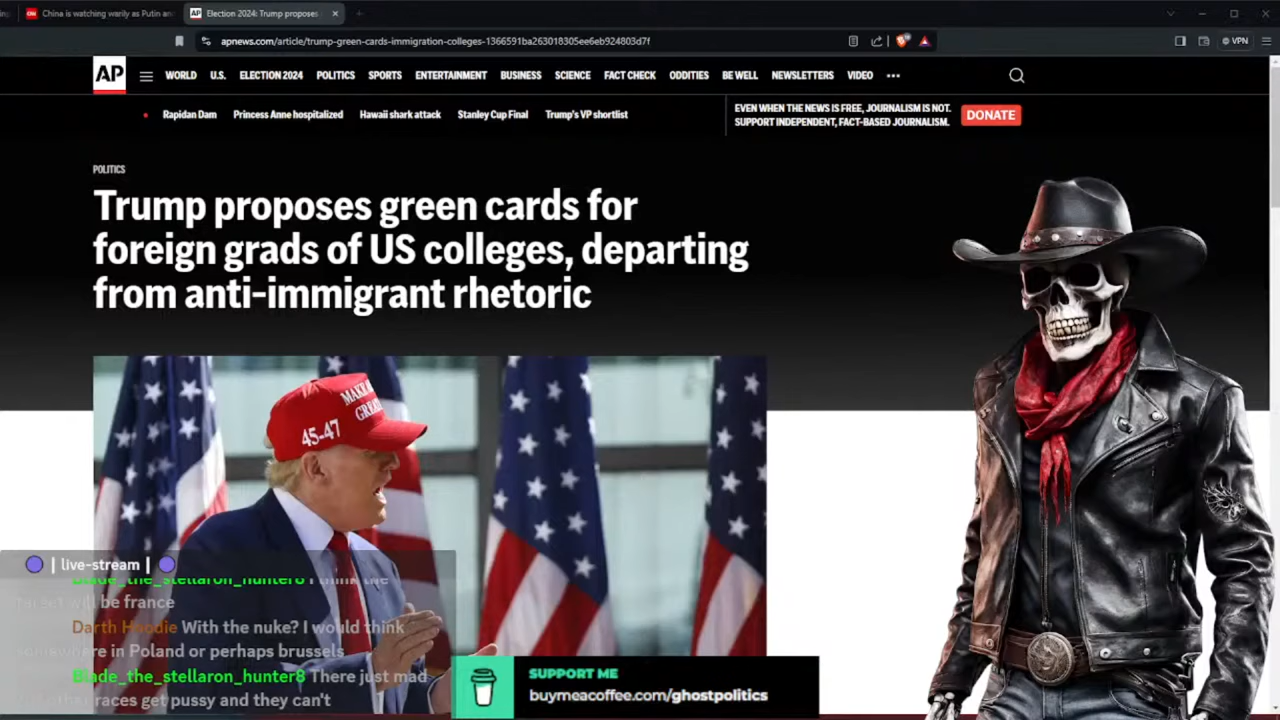 China is watching warily as Putin an
Election 2024: Trump proposes
apnews.com/article/trump-green-cards-immigration-colleges-1366591ba263018305ee6eb924803d7f
VPN
AP
WORLD U.S. ELECTION 2024 POLITICS SPORTS ENTERTAINMENT BUSINESS SCIENCE FACT CHECK ODDITIES BE WELL NEWSLETTERS VIDEO
Rapidan Dam Princess Anne hospitalized Hawaii shark attack Stanley Cup Final Trump's VP shortlist
EVEN WHEN THE NEWS IS FREE, JOURNALISM IS NOT.
SUPPORT INDEPENDENT, FACT-BASED JOURNALISM.
DONATE
POLITICS
Trump proposes green cards for
foreign grads of US colleges, departing
from anti-immigrant rhetoric
45-47
| live-stream |
Blade_the_stellaron_hunter8 I think the
target will be france
Darth Hoodie With the nuke? I would think
somewhere in Poland or perhaps brussels
Blade_the_stellaron_hunter8 There just mad
races get pussy and they can't
SUPPORT ME
buymeacoffee.com/ghostpolitics